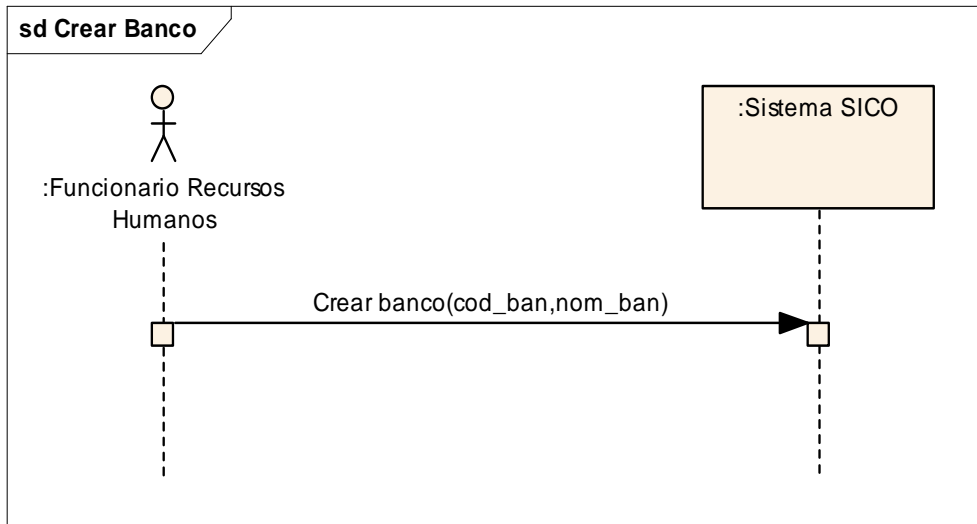 sd Crear Banco
:Sistema SICO
:Funcionario Recursos
Humanos
Crear banco(cod_ban,nom_ban)